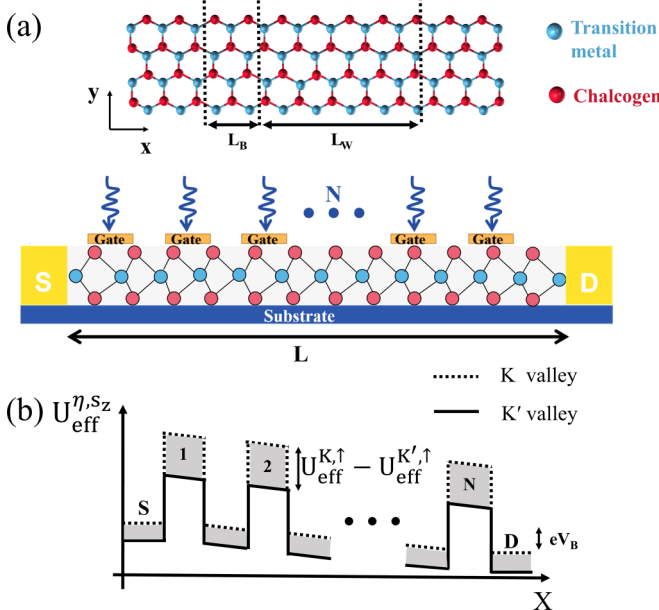 (a)
Transition
metal
Chalcogen
y
x
L_B
L_W
N
Gate Gate Gate Gate Gate
S
D
Substrate
L
K valley
K′ valley
(b)
U_eff^{η,s_z}
1
2
U_eff^{K,↑} − U_eff^{K′,↑}
N
S
D
eV_B
X